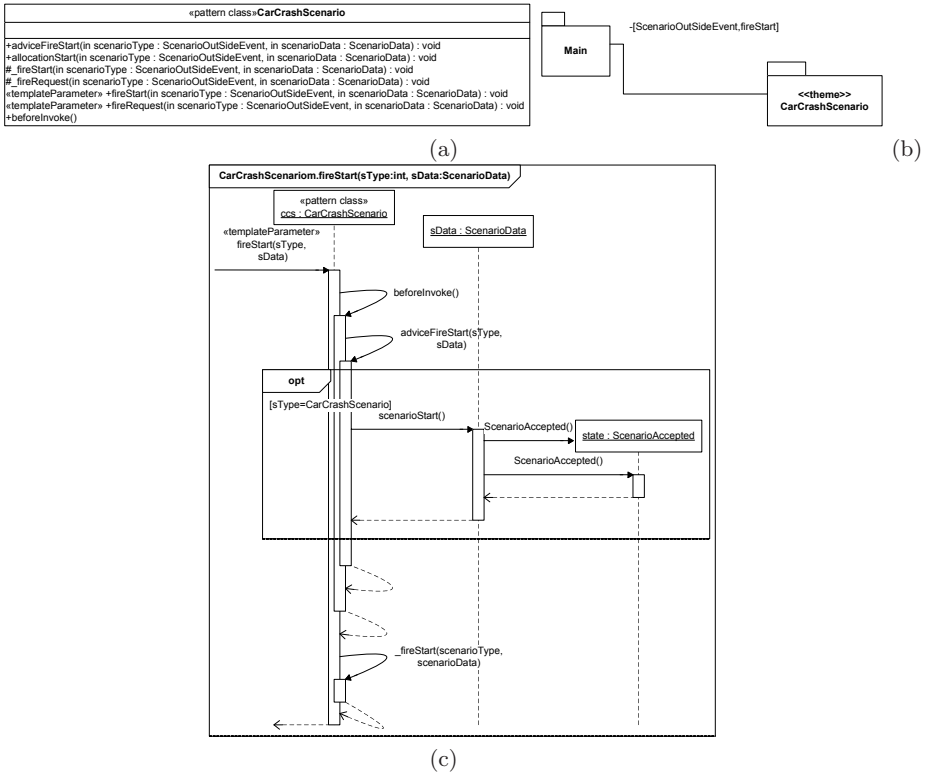 «pattern class»CarCrashScenario
+adviceFireStart(in scenarioType : ScenarioOutSideEvent, in scenarioData : ScenarioData) : void
+allocationStart(in scenarioType : ScenarioOutSideEvent, in scenarioData : ScenarioData) : void
#_fireStart(in scenarioType : ScenarioOutSideEvent, in scenarioData : ScenarioData) : void
#_fireRequest(in scenarioType : ScenarioOutSideEvent, in scenarioData : ScenarioData) : void
«templateParameter» +fireStart(in scenarioType : ScenarioOutSideEvent, in scenarioData : ScenarioData) : void
«templateParameter» +fireRequest(in scenarioType : ScenarioOutSideEvent, in scenarioData : ScenarioData) : void
+beforeInvoke()
(a)
-[ScenarioOutSideEvent,fireStart]
Main
<<theme>>
CarCrashScenario
(b)
CarCrashScenariom.fireStart(sType:int, sData:ScenarioData)
«pattern class»
ccs : CarCrashScenario
sData : ScenarioData
«templateParameter»
fireStart(sType,
sData)
beforeInvoke()
adviceFireStart(sType,
sData)
opt
[sType=CarCrashScenario]
scenarioStart()
ScenarioAccepted()
state : ScenarioAccepted
ScenarioAccepted()
_fireStart(scenarioType,
scenarioData)
(c)